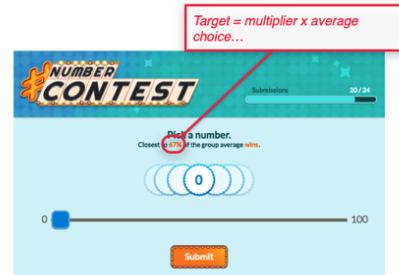 Target = multiplier x average
choice…
#NUMBER
CONTEST
Submissions
20 / 24
Pick a number.
Closest to 67% of the group average wins.
0
0
100
Submit